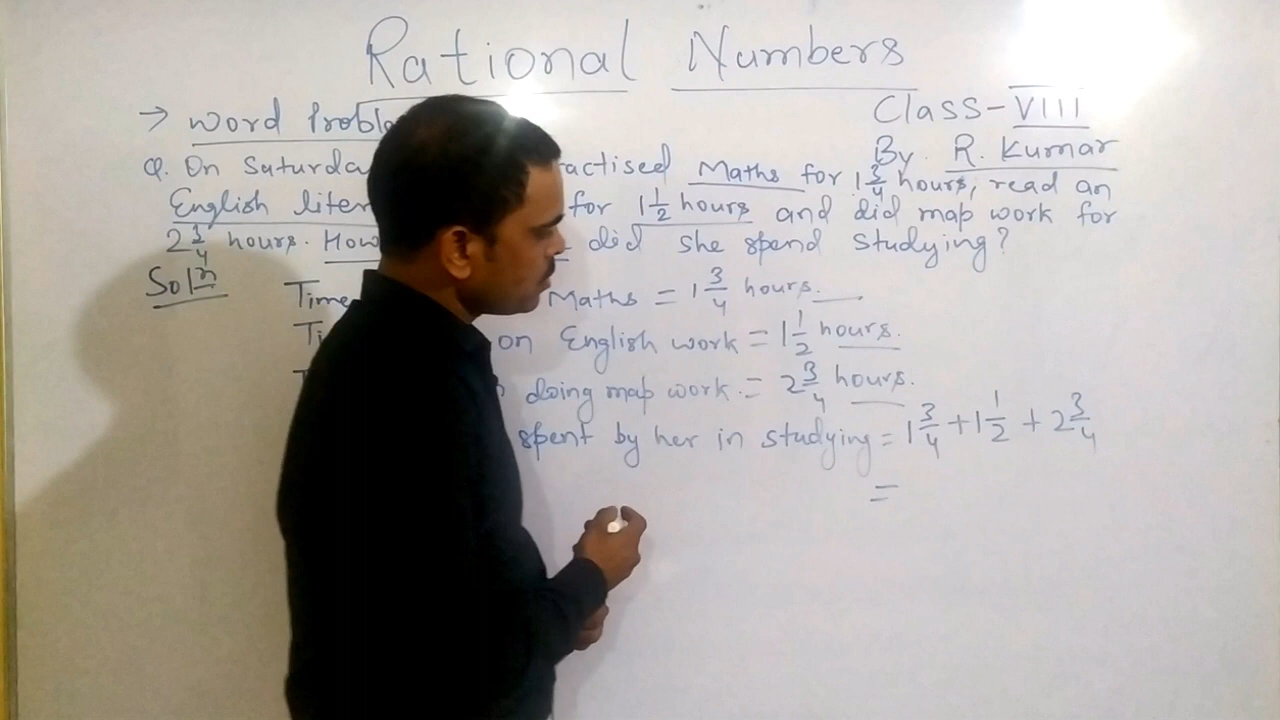 Rational Numbers
→ Word Probl
Class-VIII
By. R. Kumar
Q. On Saturda actised Maths for 1 3/4 hours, read an
English liter for 1 1/2 hours and did map work for
2 3/4 hours. How did she spend studying?
Soln
Time Maths = 1 3/4 hours.
Ti on English work = 1 1/2 hours.
doing map work = 2 3/4 hours.
spent by her in studying = 1 3/4 + 1 1/2 + 2 3/4
=